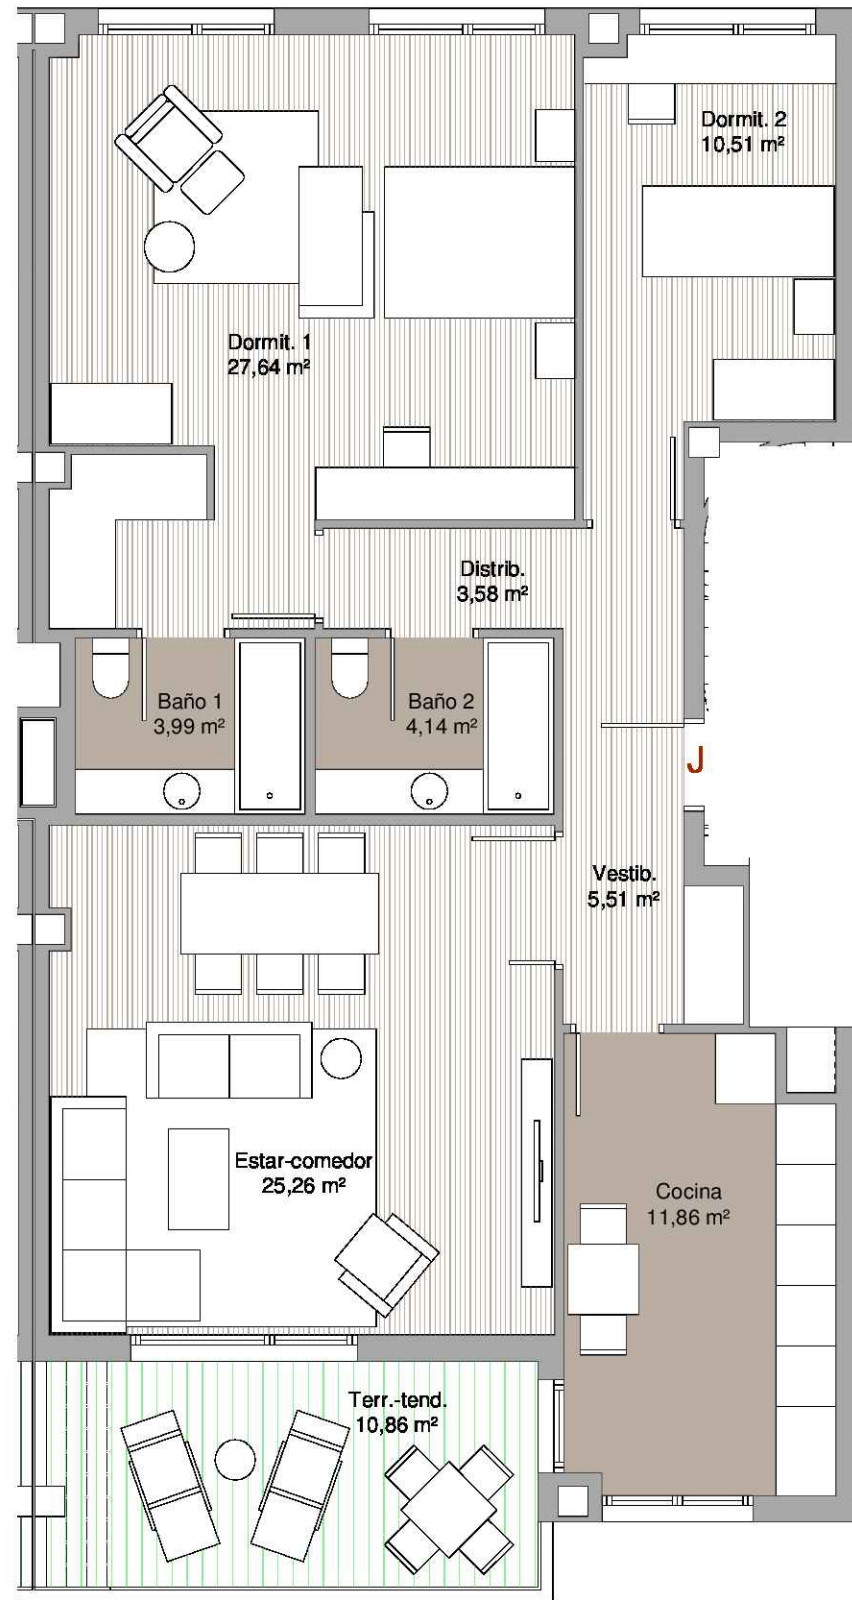 Dormit. 2
10,51 m²
Dormit. 1
27,64 m²
Distrib.
3,58 m²
Baño 1
3,99 m²
Baño 2
4,14 m²
J
Vestib.
5,51 m²
Estar-comedor
25,26 m²
Cocina
11,86 m²
Terr.-tend.
10,86 m²